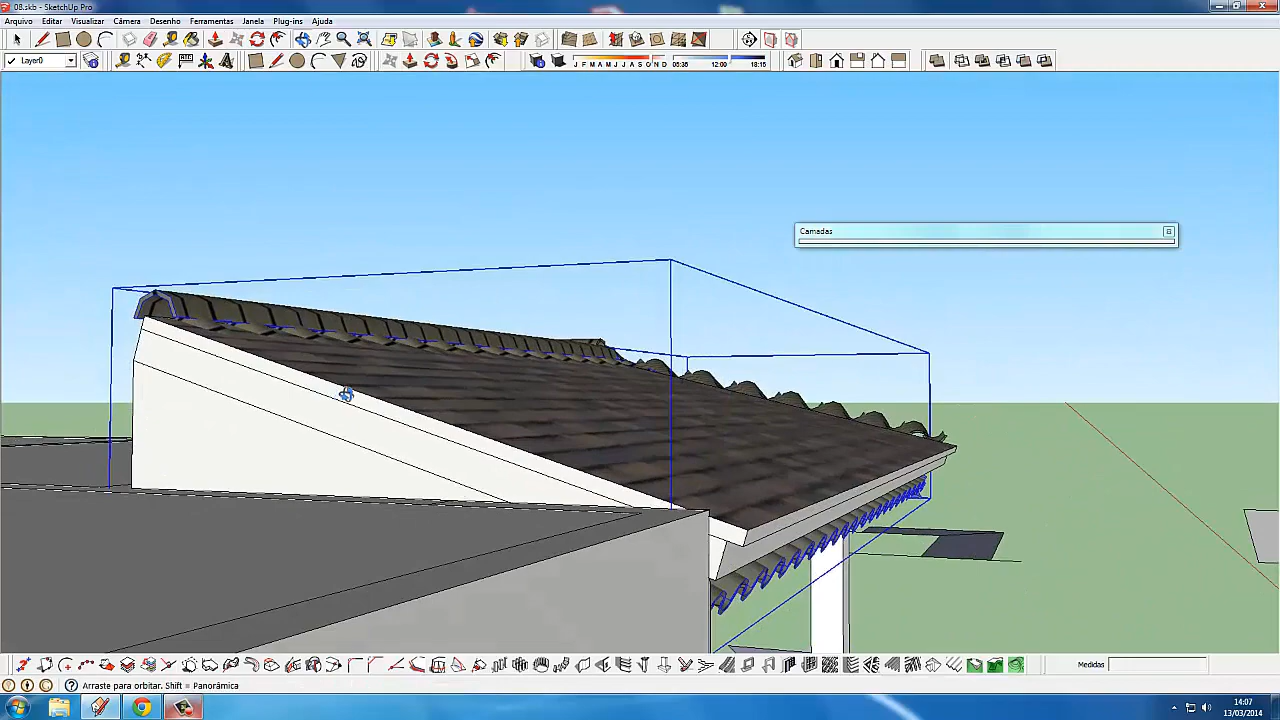 08.skb - SketchUp Pro
Arquivo Editar Visualizar Câmera Desenho Ferramentas Janela Plug-ins Ajuda
Layer0
J F M A M J J A S O N D 06:36 12:00 18:15
Camadas
Medidas
Arraste para orbitar. Shift = Panorâmica
14:07
13/03/2014